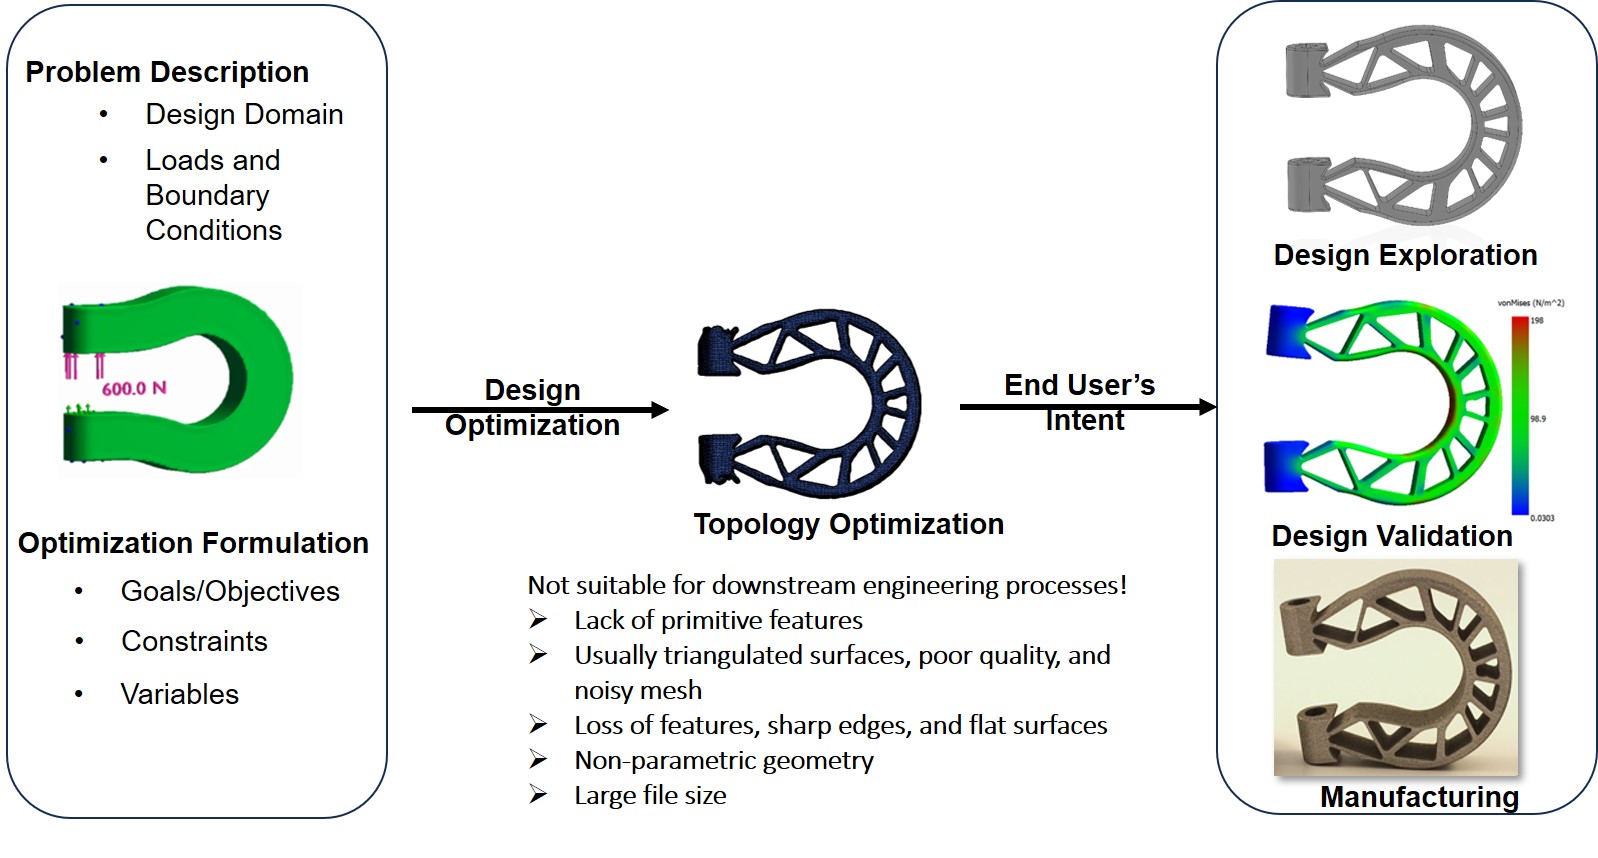 Problem Description
• Design Domain
• Loads and
Boundary
Conditions
600.0 N
Optimization Formulation
• Goals/Objectives
• Constraints
• Variables
Design
Optimization
Topology Optimization
Not suitable for downstream engineering processes!
➢ Lack of primitive features
➢ Usually triangulated surfaces, poor quality, and
noisy mesh
➢ Loss of features, sharp edges, and flat surfaces
➢ Non-parametric geometry
➢ Large file size
End User’s
Intent
Design Exploration
vonMises (N/m^2)
198
98.9
0.0303
Design Validation
Manufacturing